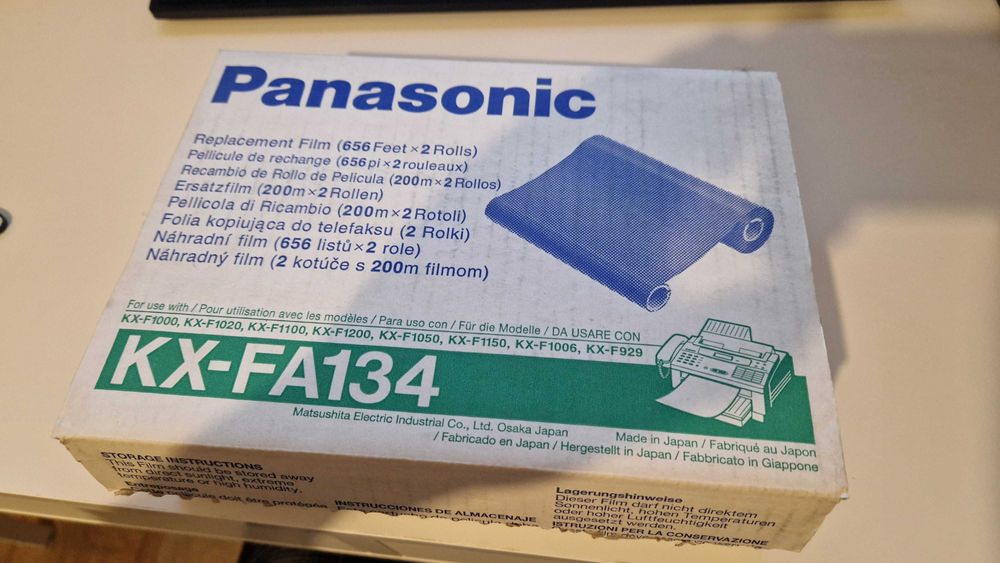 Panasonic
Replacement Film (656 Feet × 2 Rolls)
Pellicule de rechange (656 pi × 2 rouleaux)
Recambio de Rollo de Pelicula (200m × 2 Rollos)
Ersatzfilm (200m × 2 Rollen)
Pellicola di Ricambio (200m × 2 Rotoli)
Folia kopiująca do telefaksu (2 Rolki)
Náhradní film (656 listů × 2 role)
Náhradný film (2 kotúče s 200m filmom)
For use with / Pour utilisation avec les modèles / Para uso con / Für die Modelle / DA USARE CON
KX-F1000, KX-F1020, KX-F1100, KX-F1200, KX-F1050, KX-F1150, KX-F1006, KX-F929
KX-FA134
Matsushita Electric Industrial Co., Ltd. Osaka Japan
Made in Japan / Fabriqué au Japon
/ Fabricado en Japan / Hergestellt in Japan / Fabbricato in Giappone
STORAGE INSTRUCTIONS
This Film should be stored away
from direct sunlight, extreme
temperature or high humidity.
Entreposage
doit être protégée
INSTRUCCIONES DE ALMACENAJE
Lagerungshinweise
Dieser Film darf nicht direktem
Sonnenlicht, hohen Temperaturen
oder hoher Luftfeuchtigkeit
ausgesetzt werden.
ISTRUZIONI PER LA CONSERVAZIONE